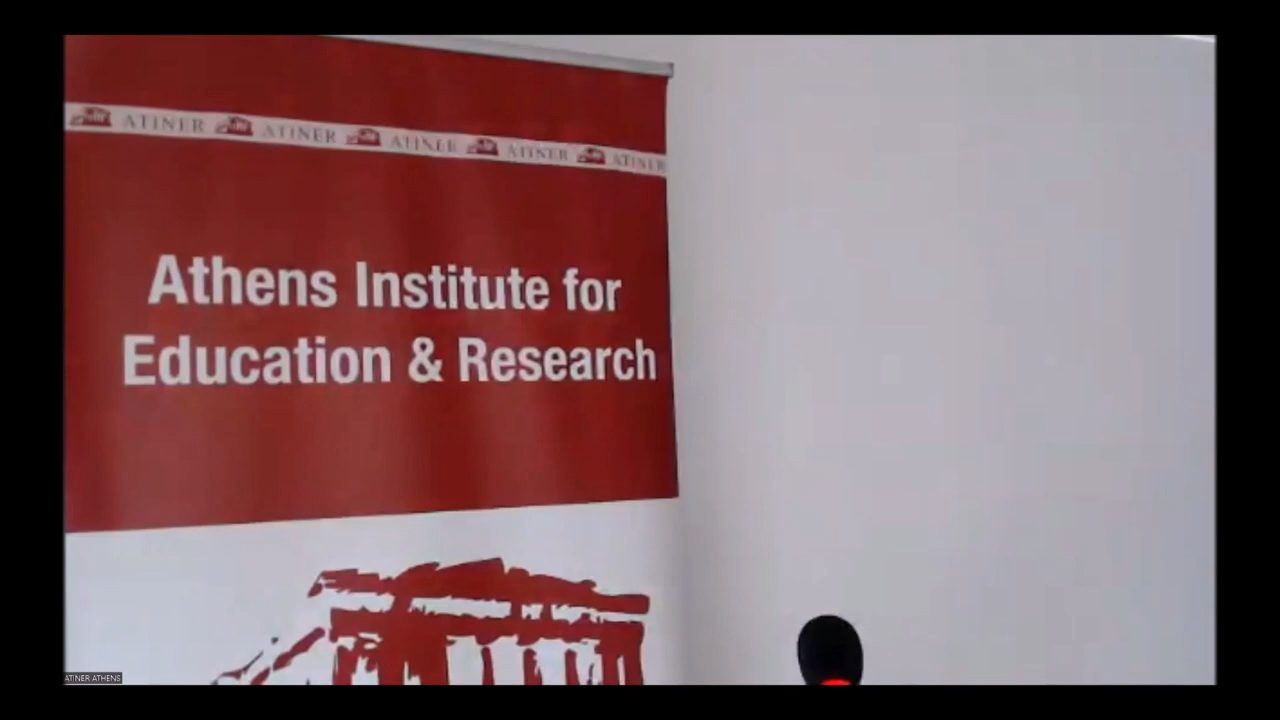 ATINER ATINER ATINER ATINER ATINER
Athens Institute for
Education & Research
ATINER ATHENS